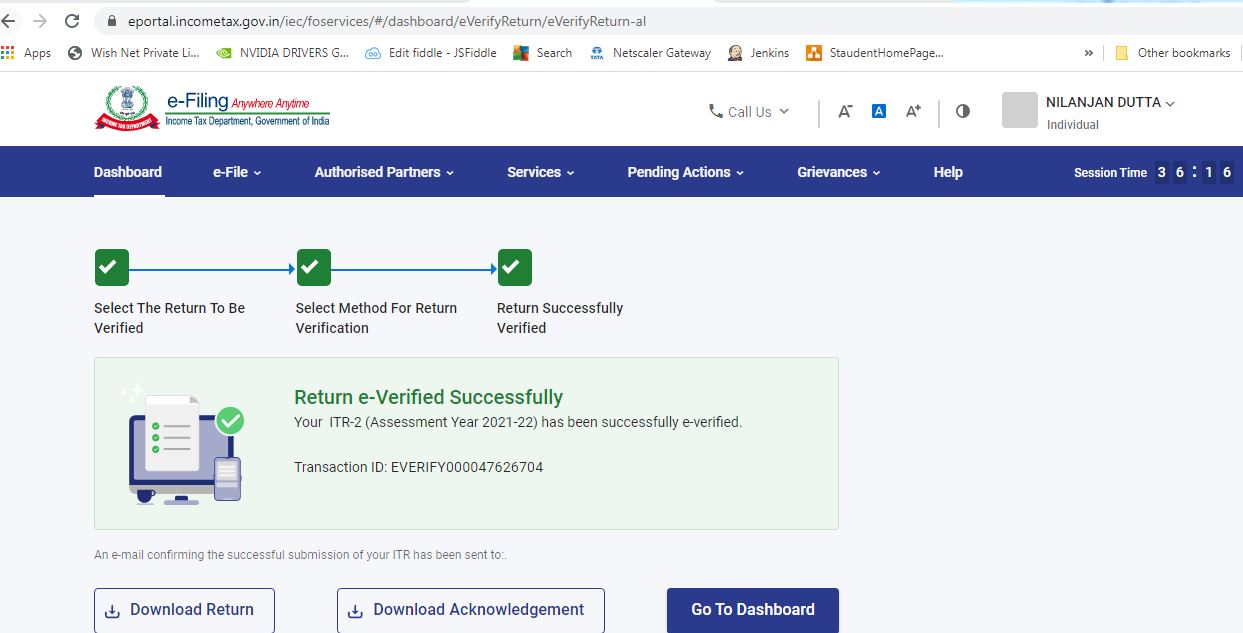 eportal.incometax.gov.in/iec/foservices/#/dashboard/eVerifyReturn/eVerifyReturn-al
Apps Wish Net Private Li... NVIDIA DRIVERS G... Edit fiddle - JSFiddle Search TATA Netscaler Gateway Jenkins StaudentHomePage... » Other bookmarks
e-Filing Anywhere Anytime
Income Tax Department, Government of India
INCOME TAX DEPARTMENT
Call Us A- A A+ NILANJAN DUTTA
Individual
Dashboard e-File Authorised Partners Services Pending Actions Grievances Help Session Time 3 6 : 1 6
Select The Return To Be Verified
Select Method For Return Verification
Return Successfully Verified
Return e-Verified Successfully
Your ITR-2 (Assessment Year 2021-22) has been successfully e-verified.
Transaction ID: EVERIFY000047626704
An e-mail confirming the successful submission of your ITR has been sent to:.
Download Return Download Acknowledgement Go To Dashboard